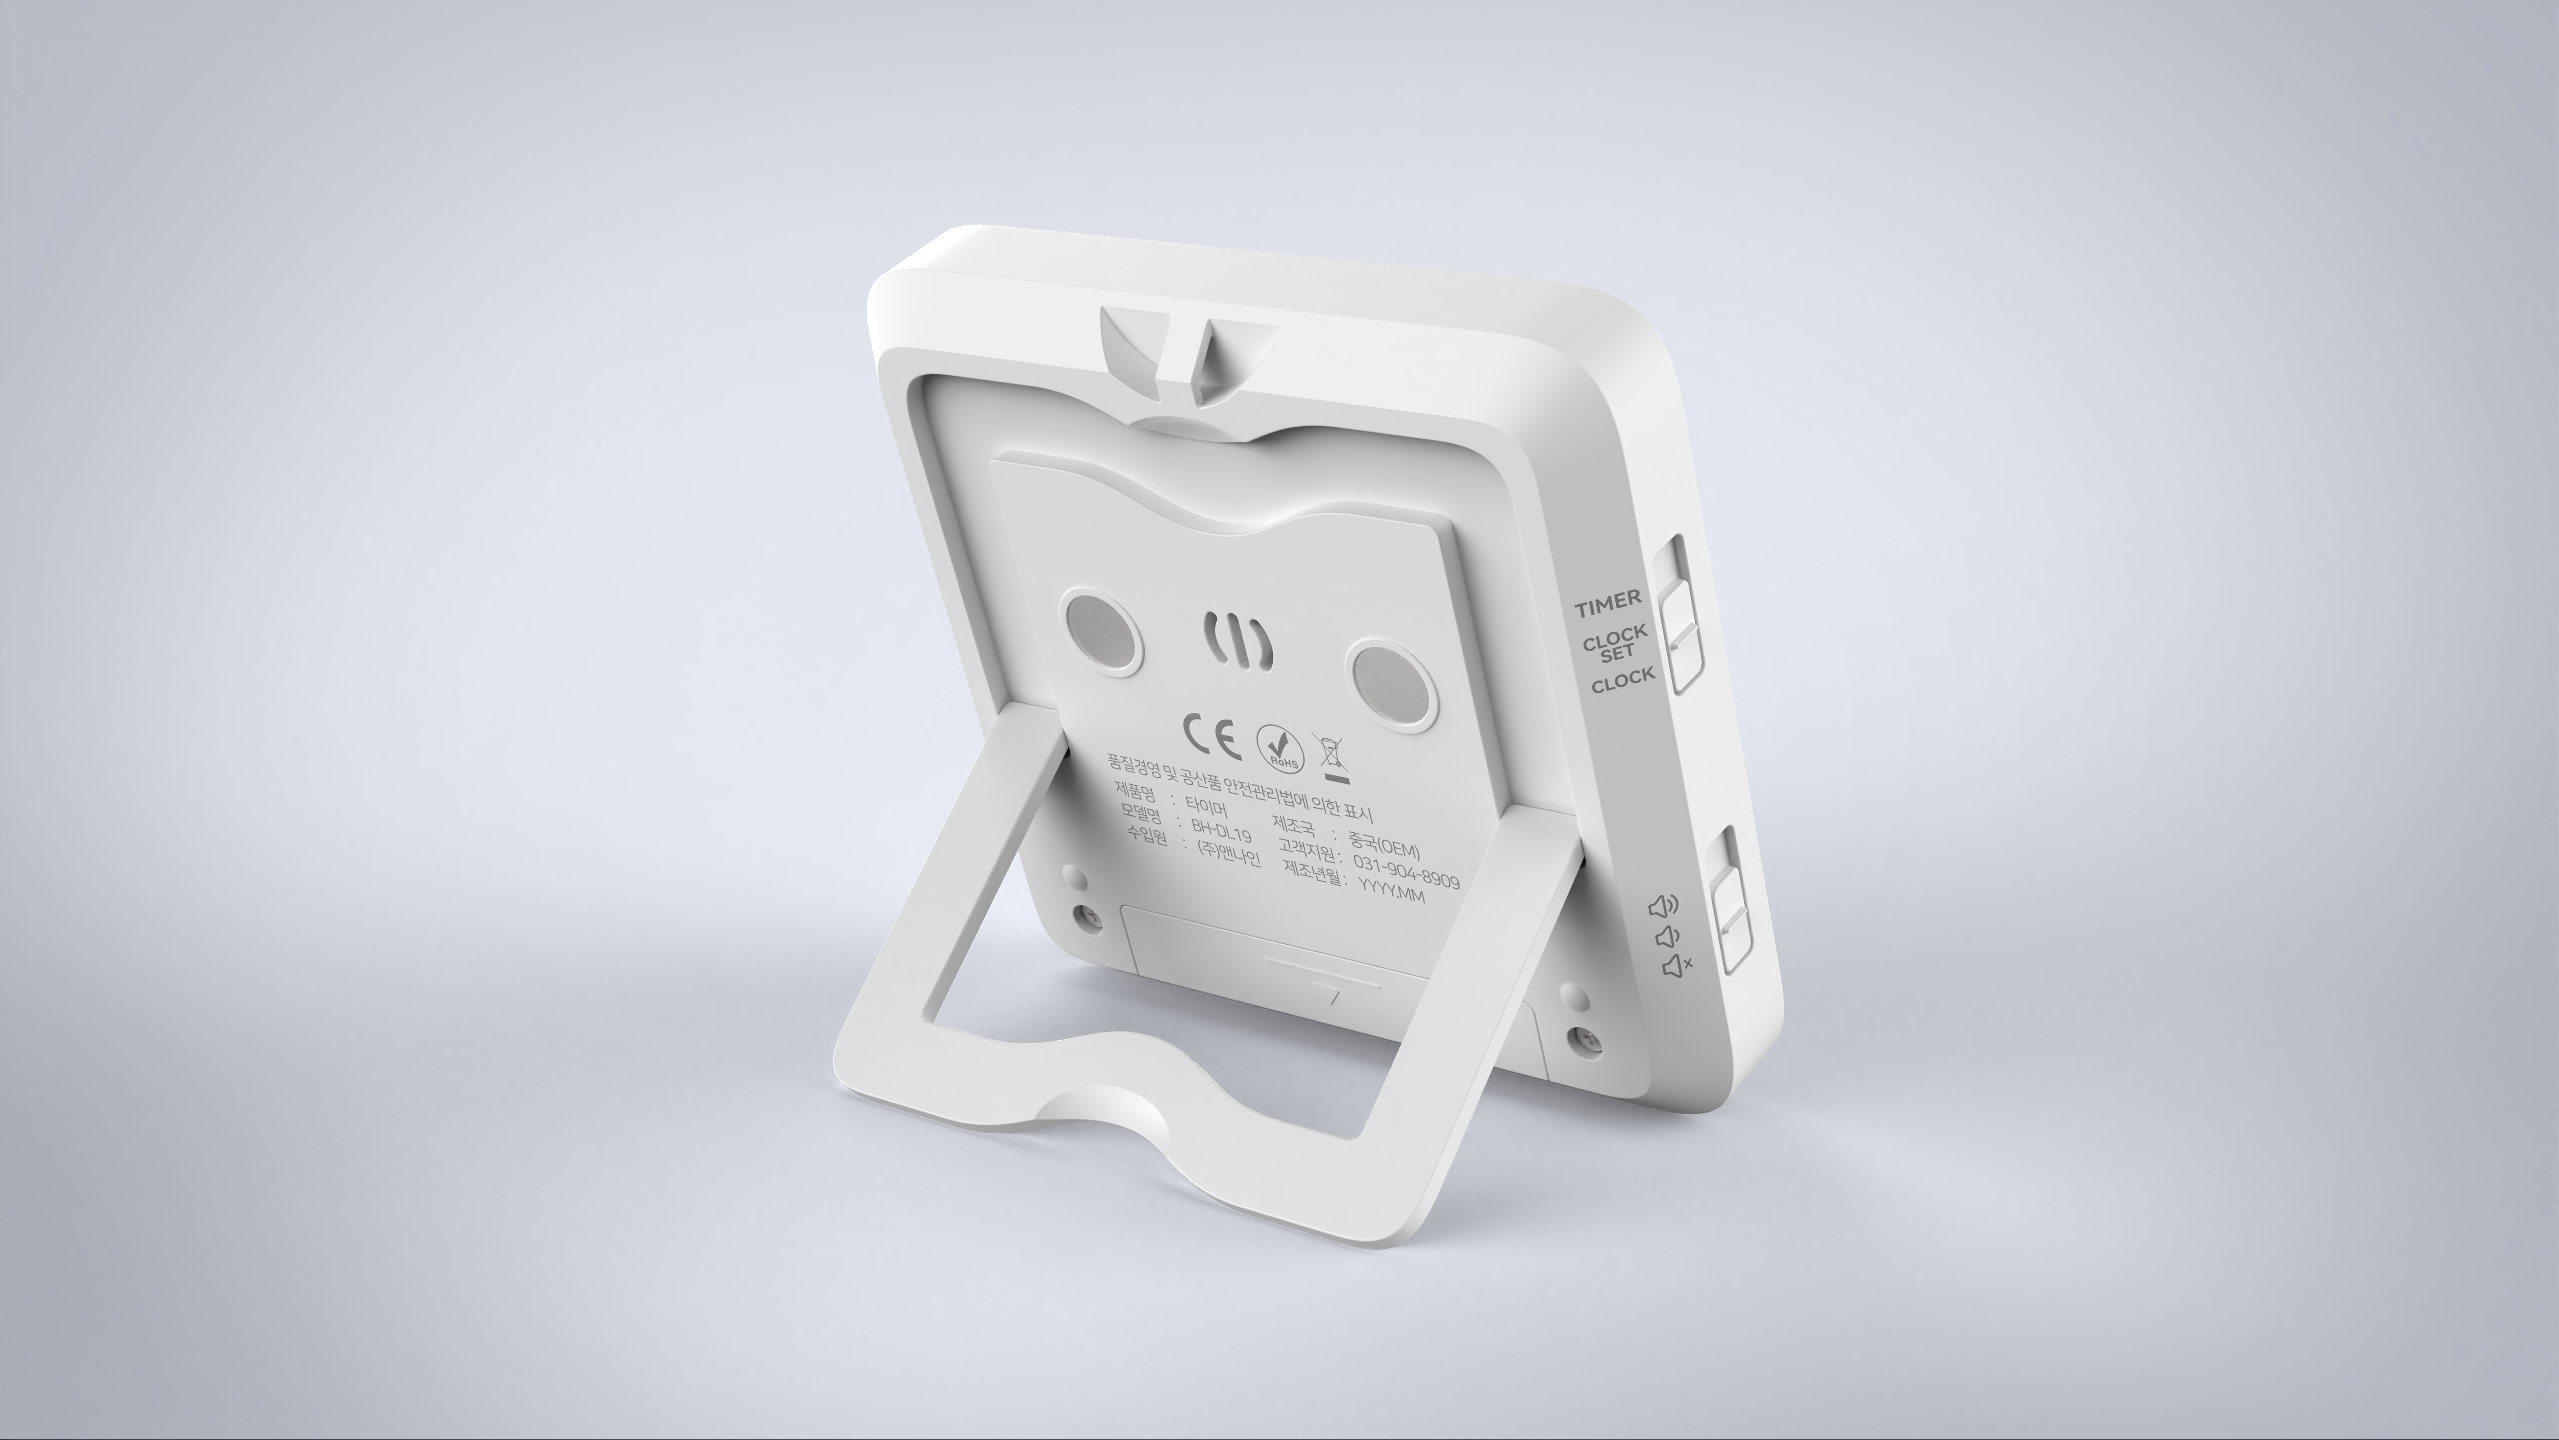 TIMER
CLOCK
SET
CLOCK
CE
RoHS
품질경영 및 공산품 안전관리법에 의한 표시
제품명 : 타이머 제조국 : 중국(OEM)
모델명 : BH-DL19 고객지원 : 031-904-8909
수입원 : (주)앤나인 제조년월 : YYYY.MM